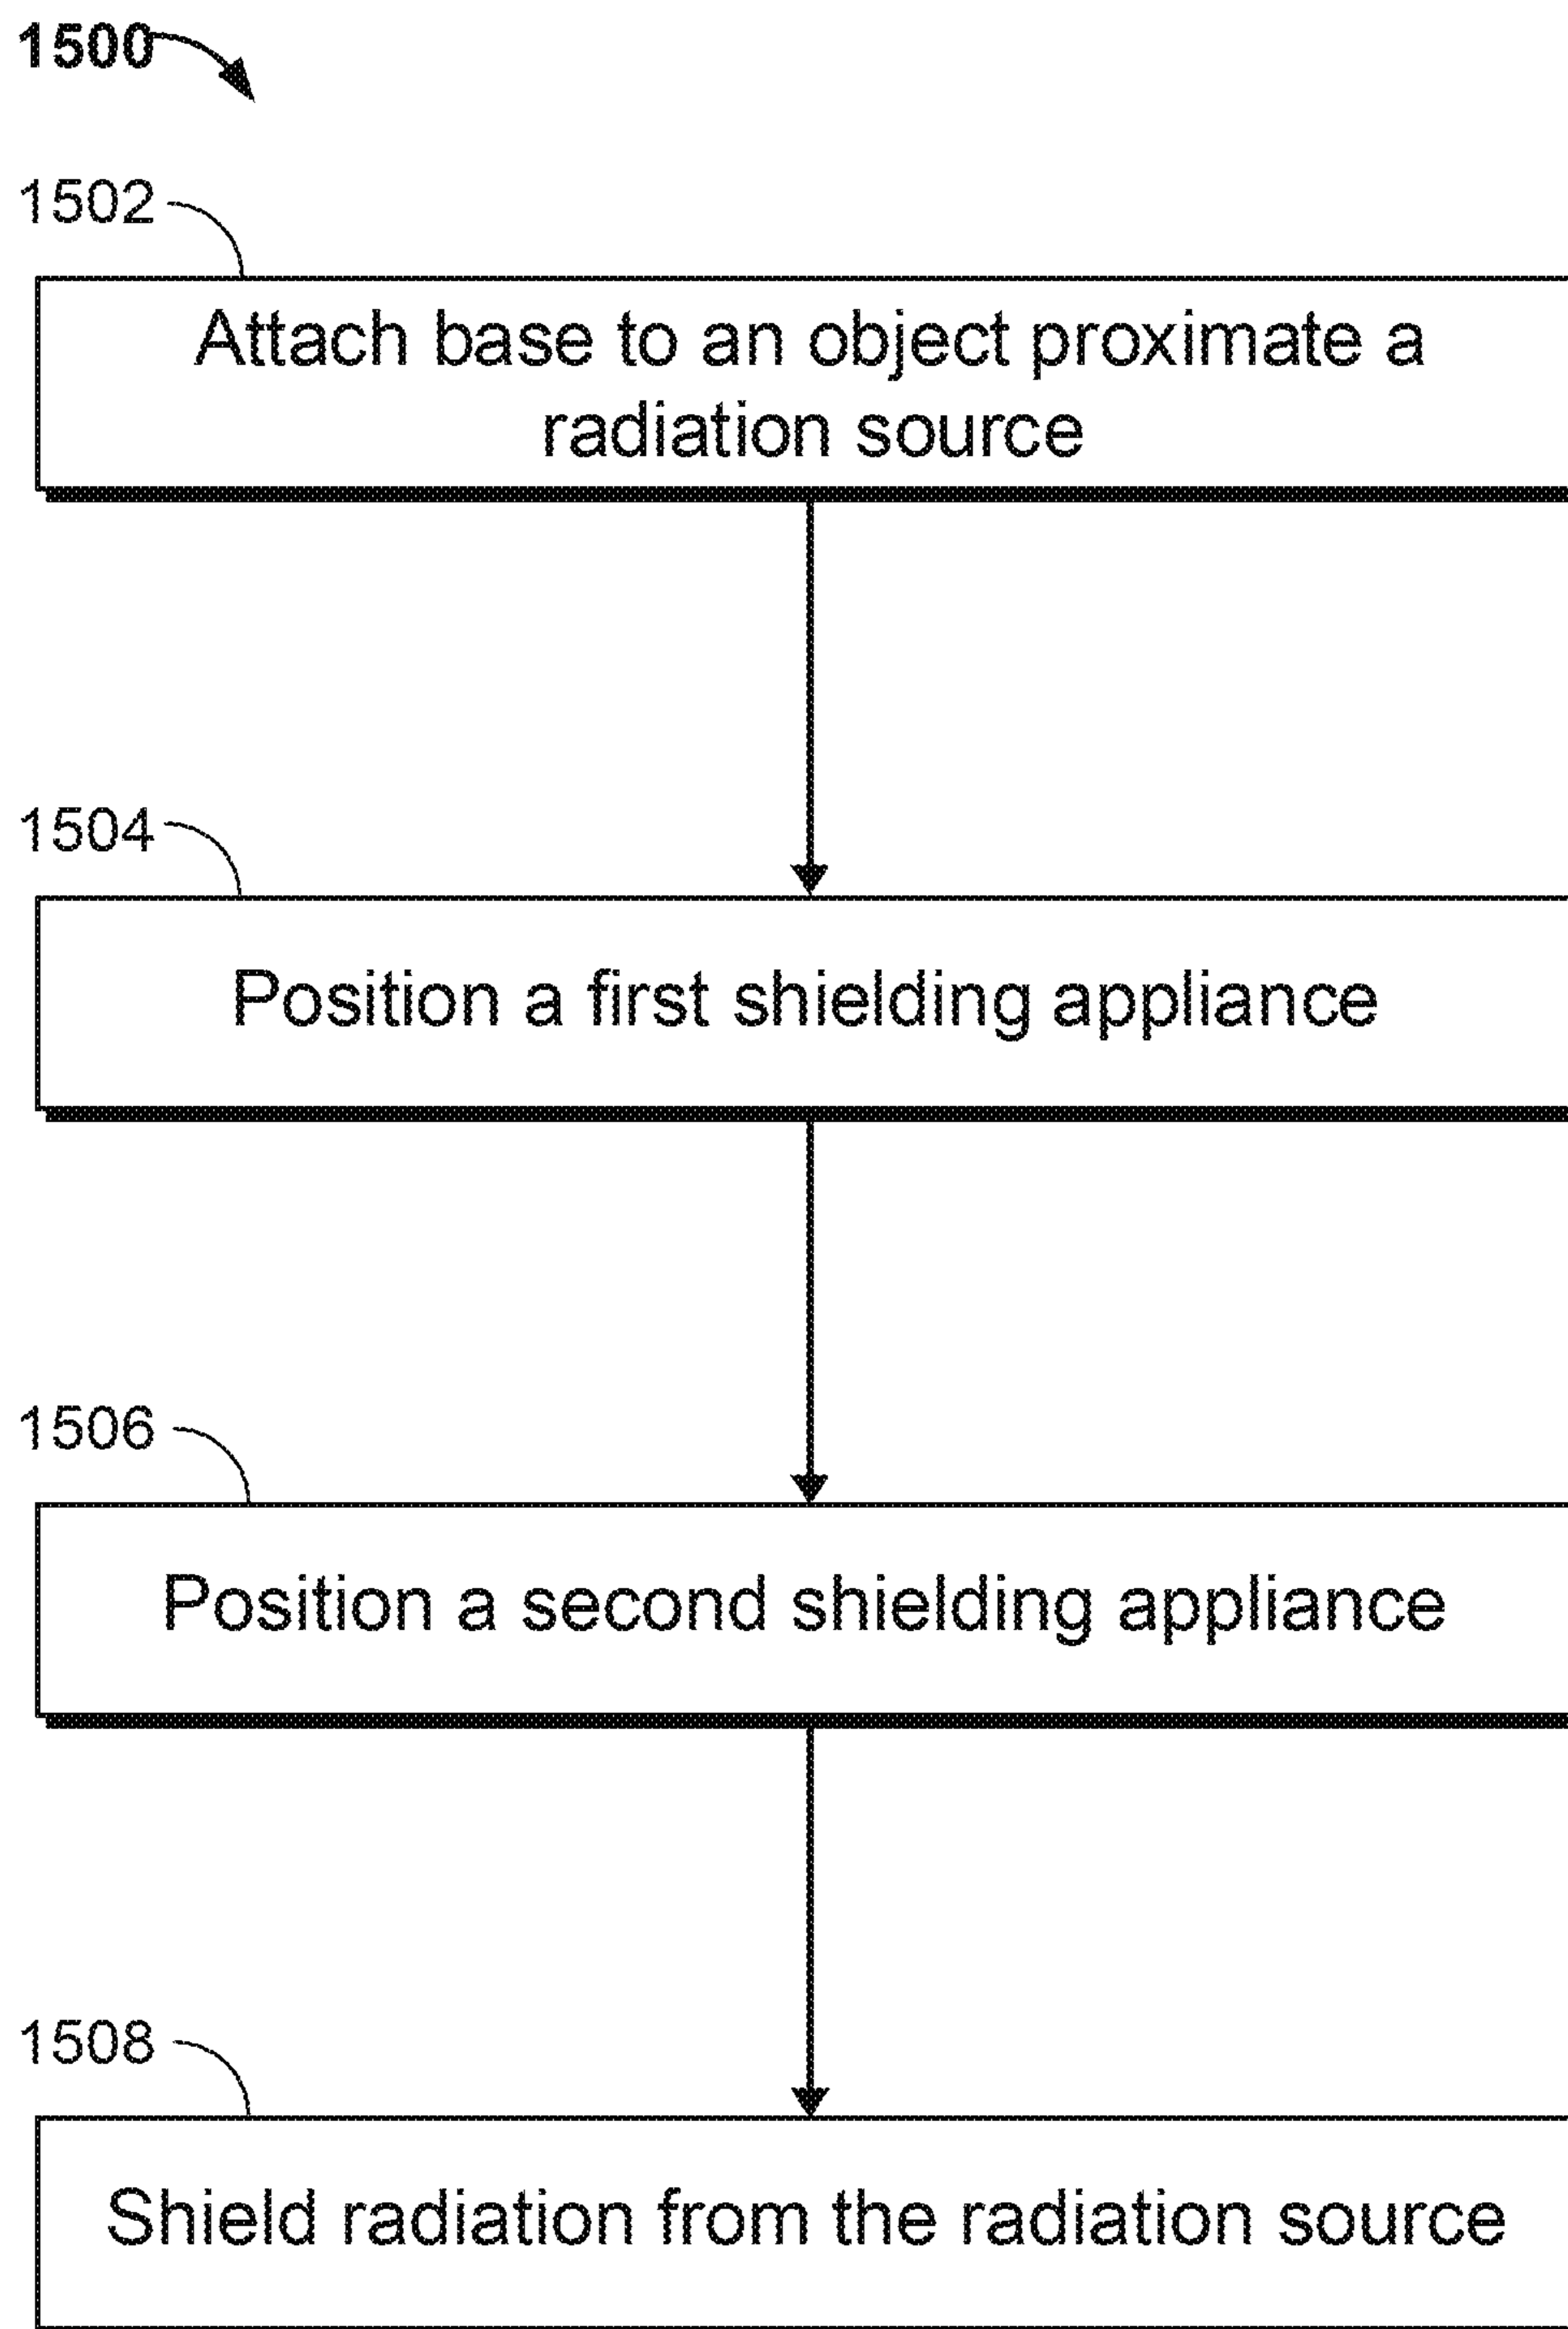 1500
1502
Attach base to an object proximate a
radiation source
1504
Position a first shielding appliance
1506
Position a second shielding appliance
1508
Shield radiation from the radiation source